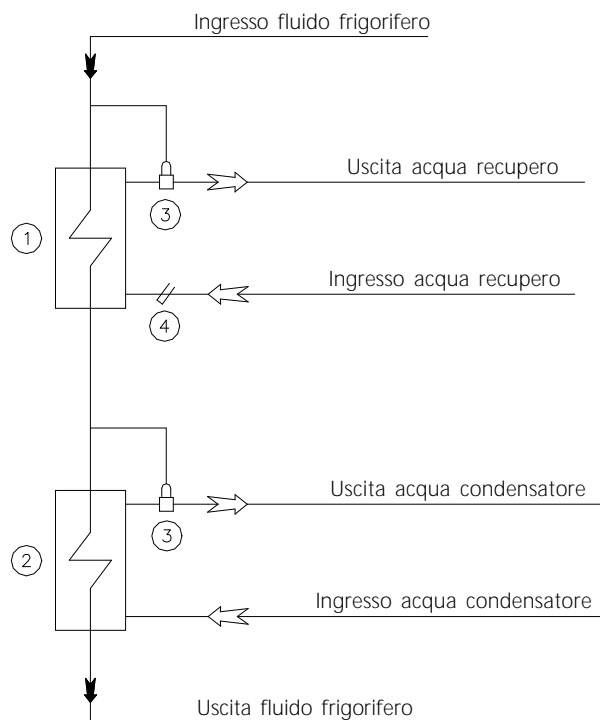 Ingresso fluido frigorifero
Uscita acqua recupero
3
1
Ingresso acqua recupero
4
Uscita acqua condensatore
3
2
Ingresso acqua condensatore
Uscita fluido frigorifero